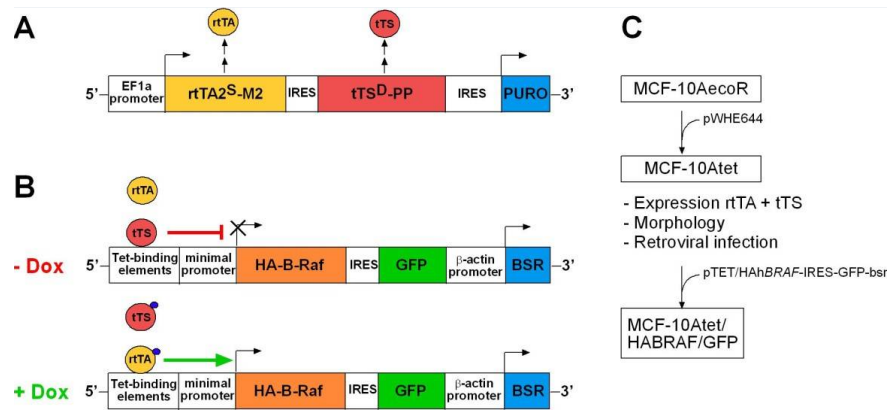 A
rtTA
tTS
5’
EF1a
promoter
rtTA2S-M2
IRES
tTSD-PP
IRES
PURO
3’
B
rtTA
tTS
- Dox
5’
Tet-binding
elements
minimal
promoter
HA-B-Raf
IRES
GFP
β-actin
promoter
BSR
3’
tTS
rtTA
+ Dox
5’
Tet-binding
elements
minimal
promoter
HA-B-Raf
IRES
GFP
β-actin
promoter
BSR
3’
C
MCF-10AecoR
pWHE644
MCF-10Atet
- Expression rtTA + tTS
- Morphology
- Retroviral infection
pTET/HAhBRAF-IRES-GFP-bsr
MCF-10Atet/
HABRAF/GFP